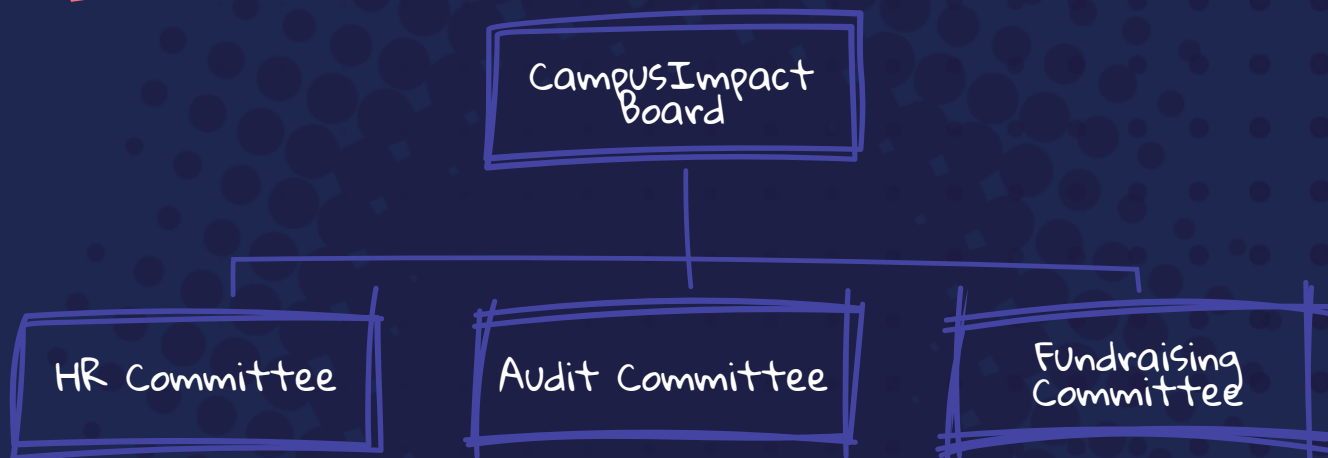 CampusImpact
Board
HR Committee
Audit Committee
Fundraising
Committee